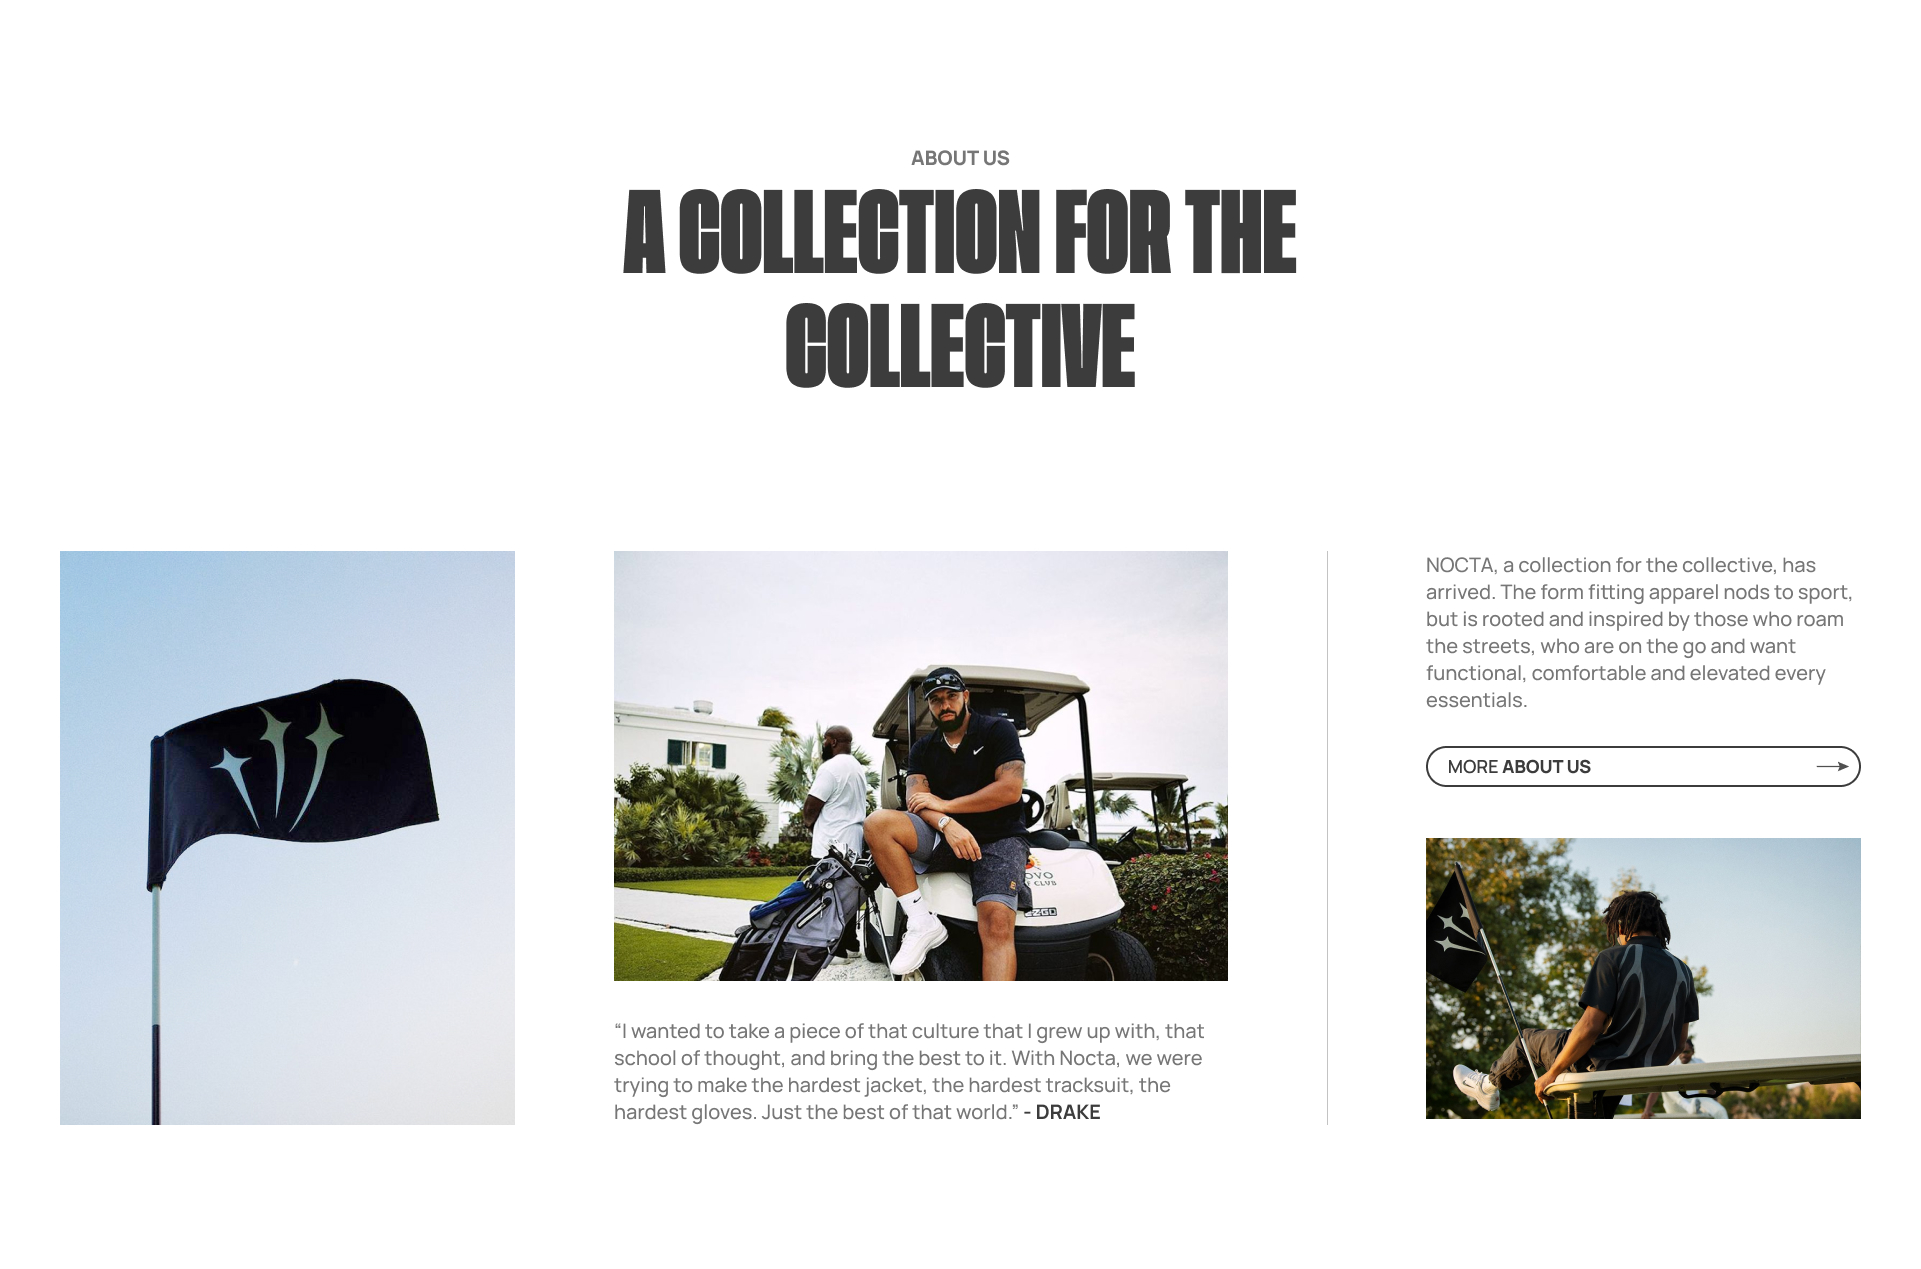 ABOUT US
A COLLECTION FOR THE
COLLECTIVE
“I wanted to take a piece of that culture that I grew up with, that
school of thought, and bring the best to it. With Nocta, we were
trying to make the hardest jacket, the hardest tracksuit, the
hardest gloves. Just the best of that world.” - DRAKE
NOCTA, a collection for the collective, has
arrived. The form fitting apparel nods to sport,
but is rooted and inspired by those who roam
the streets, who are on the go and want
functional, comfortable and elevated every
essentials.
MORE ABOUT US
OVO
CLUB
EZGO